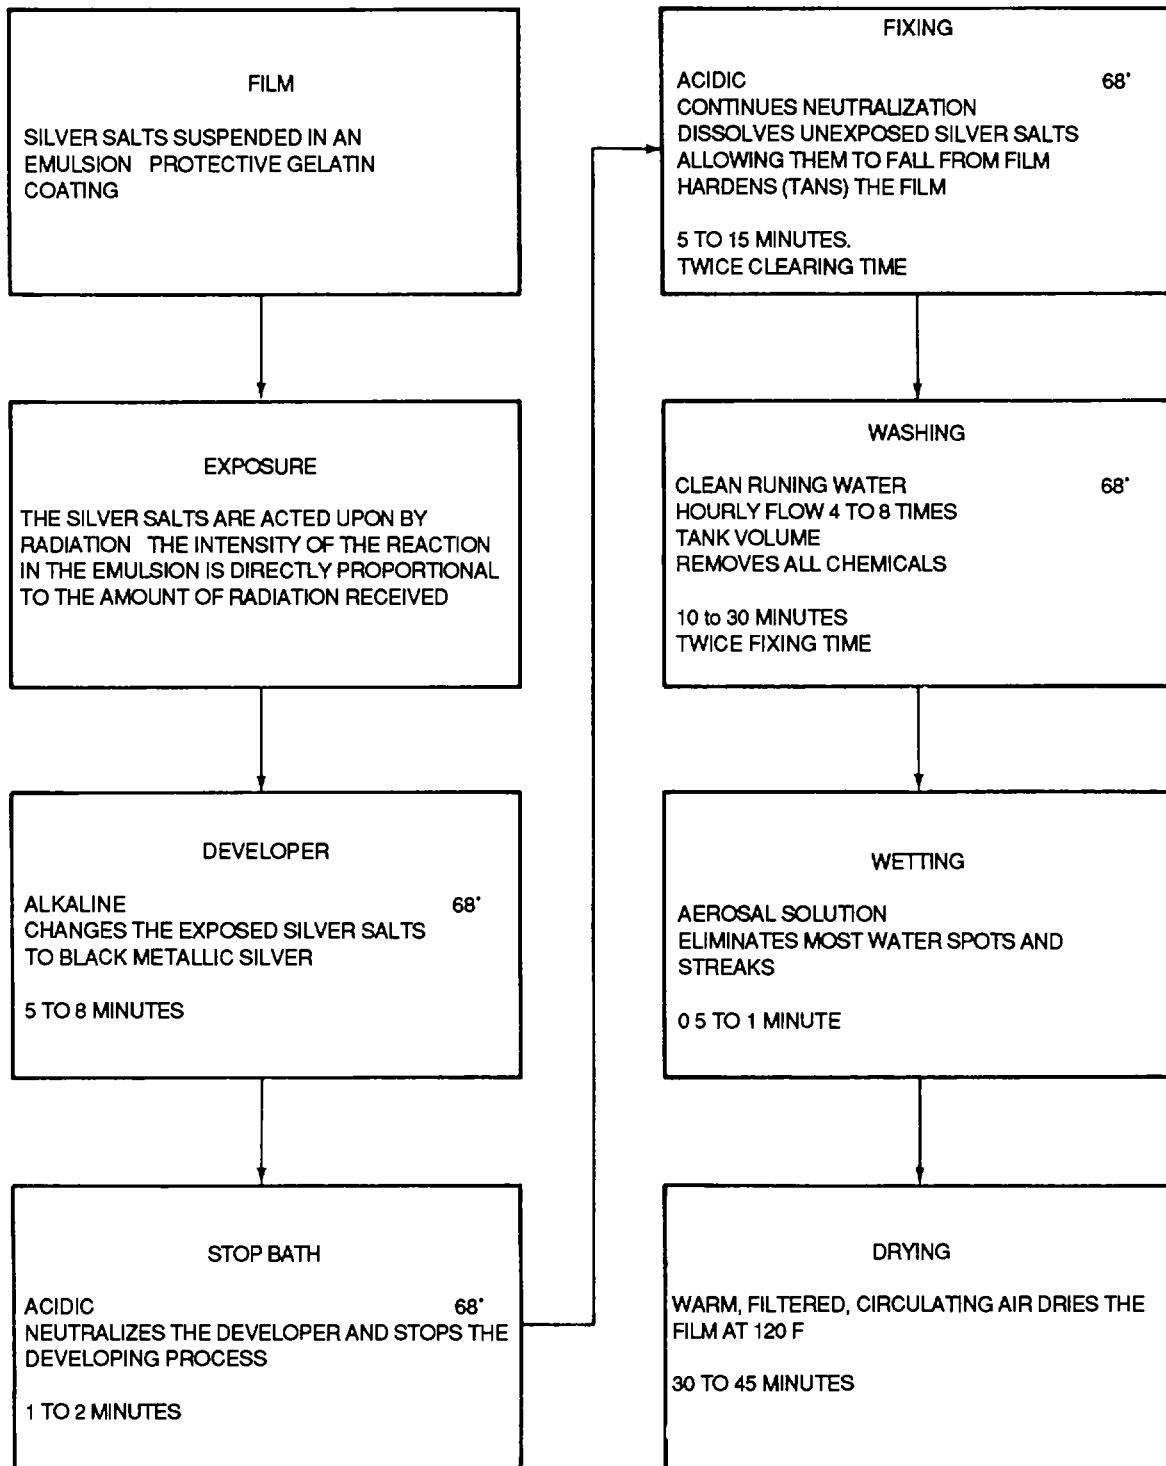 FILM
SILVER SALTS SUSPENDED IN AN
EMULSION PROTECTIVE GELATIN
COATING
EXPOSURE
THE SILVER SALTS ARE ACTED UPON BY
RADIATION THE INTENSITY OF THE REACTION
IN THE EMULSION IS DIRECTLY PROPORTIONAL
TO THE AMOUNT OF RADIATION RECEIVED
DEVELOPER
ALKALINE 68°
CHANGES THE EXPOSED SILVER SALTS
TO BLACK METALLIC SILVER
5 TO 8 MINUTES
STOP BATH
ACIDIC 68°
NEUTRALIZES THE DEVELOPER AND STOPS THE
DEVELOPING PROCESS
1 TO 2 MINUTES
FIXING
ACIDIC 68°
CONTINUES NEUTRALIZATION
DISSOLVES UNEXPOSED SILVER SALTS
ALLOWING THEM TO FALL FROM FILM
HARDENS (TANS) THE FILM
5 TO 15 MINUTES.
TWICE CLEARING TIME
WASHING
CLEAN RUNING WATER 68°
HOURLY FLOW 4 TO 8 TIMES
TANK VOLUME
REMOVES ALL CHEMICALS
10 to 30 MINUTES
TWICE FIXING TIME
WETTING
AEROSAL SOLUTION
ELIMINATES MOST WATER SPOTS AND
STREAKS
0 5 TO 1 MINUTE
DRYING
WARM, FILTERED, CIRCULATING AIR DRIES THE
FILM AT 120 F
30 TO 45 MINUTES